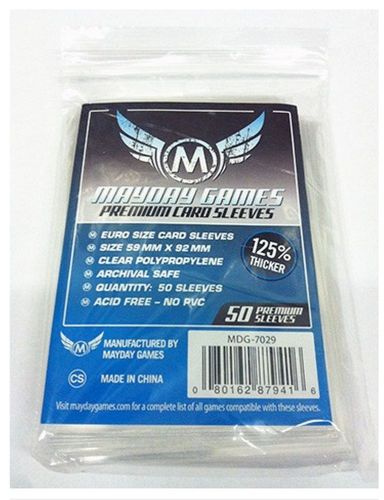 M
MAYDAY GAMES
PREMIUM CARD SLEEVES
EURO SIZE CARD SLEEVES
SIZE 59 MM X 92 MM
CLEAR POLYPROPYLENE
ARCHIVAL SAFE
QUANTITY: 50 SLEEVES
ACID FREE – NO PVC
125%
THICKER
50 PREMIUM SLEEVES
MANUFACTURED BY
MAYDAY GAMES
CS MADE IN CHINA
MDG-7029
0 80162 87941 6
Visit maydaygames.com for a complete list of all games compatible with these sleeves.